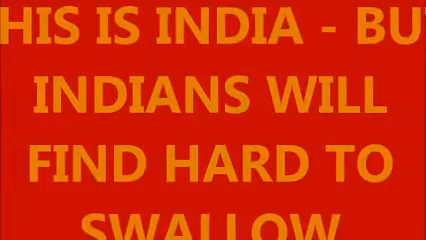 HIS IS INDIA - BU
INDIANS WILL
FIND HARD TO
SWALLOW